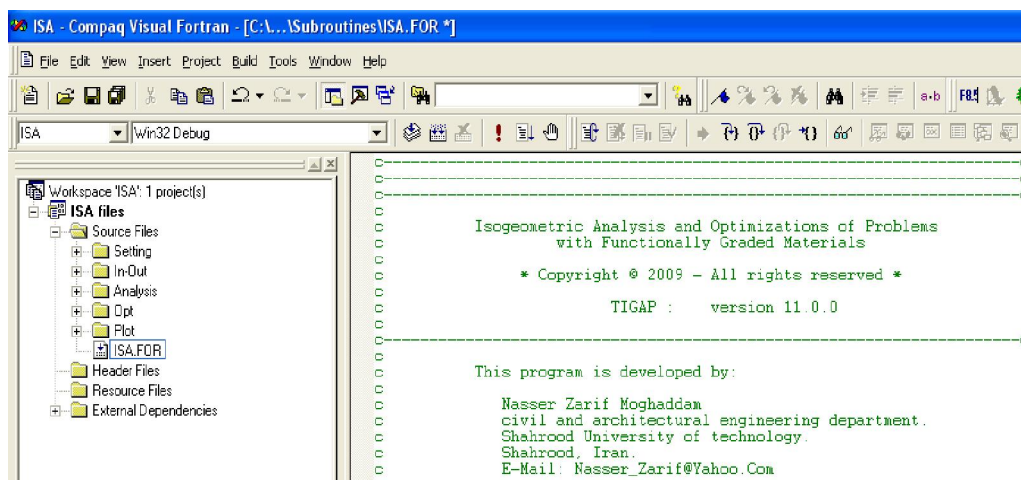 ISA - Compaq Visual Fortran - [C:\...\Subroutines\ISA.FOR *]
File Edit View Insert Project Build Tools Window Help
ISA Win32 Debug
Workspace 'ISA': 1 project(s)
ISA files
Source Files
Setting
In-Out
Analysis
Opt
Plot
ISA.FOR
Header Files
Resource Files
External Dependencies
c------------------------------------------------------------------------
c------------------------------------------------------------------------
c------------------------------------------------------------------------
c
c Isogeometric Analysis and Optimizations of Problems
c with Functionally Graded Materials
c
c * Copyright © 2009 - All rights reserved *
c
c TIGAP : version 11.0.0
c
c------------------------------------------------------------------------
c
c This program is developed by:
c
c Nasser Zarif Moghaddam
c civil and architectural engineering department.
c Shahrood University of technology.
c Shahrood, Iran.
c E-Mail: Nasser_Zarif@Yahoo.Com